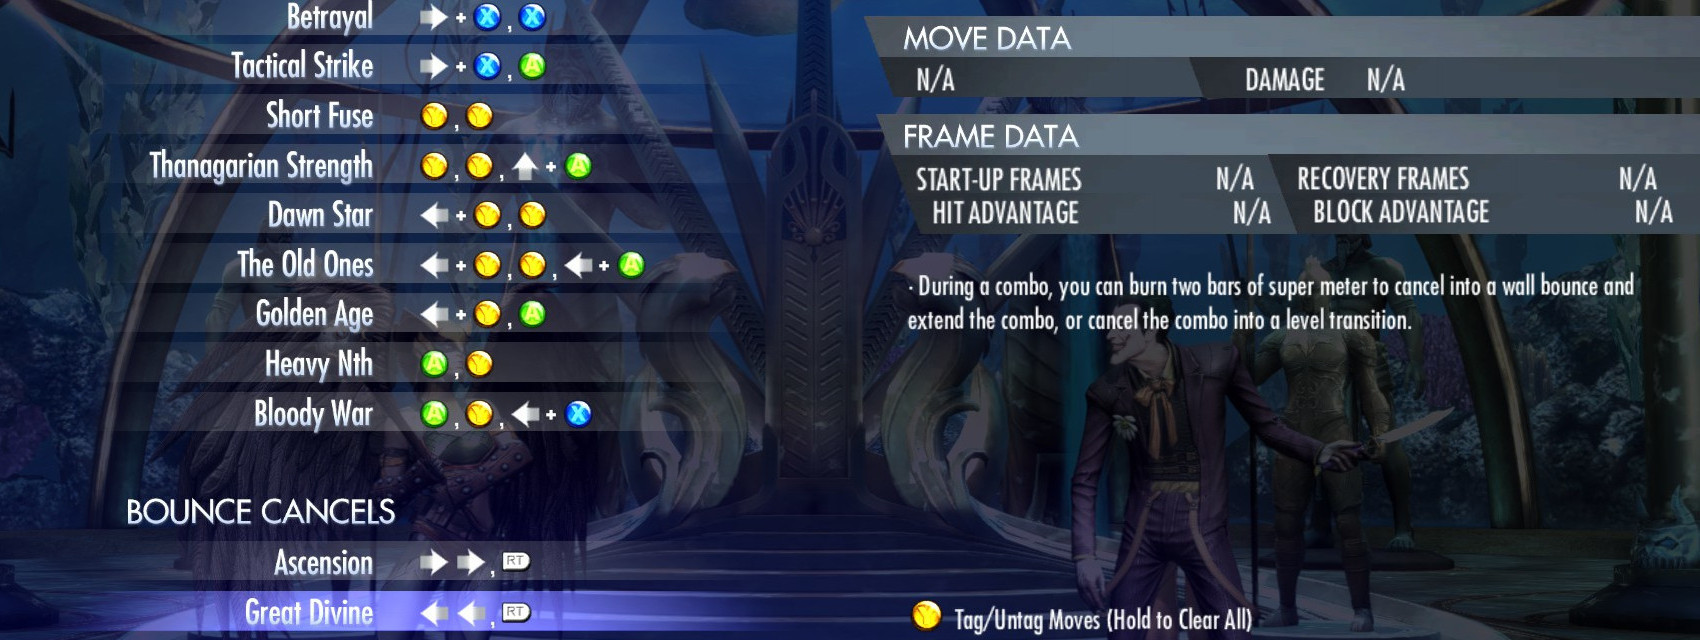 Betrayal → + X , X
Tactical Strike → + X , A
Short Fuse Y , Y
Thanagarian Strength Y , Y , ↑ + A
Dawn Star ← + Y , Y
The Old Ones ← + Y , Y , ← + A
Golden Age ← + Y , A
Heavy Nth A , Y
Bloody War A , Y , ← + X
BOUNCE CANCELS
Ascension → → , RT
Great Divine ← ← , RT
MOVE DATA
N/A DAMAGE N/A
FRAME DATA
START-UP FRAMES N/A RECOVERY FRAMES N/A
HIT ADVANTAGE N/A BLOCK ADVANTAGE N/A
· During a combo, you can burn two bars of super meter to cancel into a wall bounce and
extend the combo, or cancel the combo into a level transition.
Y Tag/Untag Moves (Hold to Clear All)